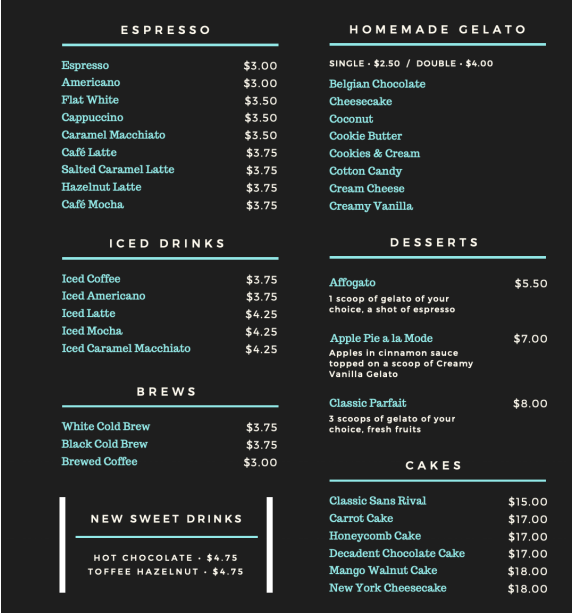 ESPRESSO
Espresso $3.00
Americano $3.00
Flat White $3.50
Cappuccino $3.50
Caramel Macchiato $3.50
Café Latte $3.75
Salted Caramel Latte $3.75
Hazelnut Latte $3.75
Café Mocha $3.75
ICED DRINKS
Iced Coffee $3.75
Iced Americano $3.75
Iced Latte $4.25
Iced Mocha $4.25
Iced Caramel Macchiato $4.25
BREWS
White Cold Brew $3.75
Black Cold Brew $3.75
Brewed Coffee $3.00
NEW SWEET DRINKS
HOT CHOCOLATE • $4.75
TOFFEE HAZELNUT • $4.75
HOMEMADE GELATO
SINGLE • $2.50 / DOUBLE • $4.00
Belgian Chocolate
Cheesecake
Coconut
Cookie Butter
Cookies & Cream
Cotton Candy
Cream Cheese
Creamy Vanilla
DESSERTS
Affogato $5.50
1 scoop of gelato of your
choice, a shot of espresso
Apple Pie a la Mode $7.00
Apples in cinnamon sauce
topped on a scoop of Creamy
Vanilla Gelato
Classic Parfait $8.00
3 scoops of gelato of your
choice, fresh fruits
CAKES
Classic Sans Rival $15.00
Carrot Cake $17.00
Honeycomb Cake $17.00
Decadent Chocolate Cake $17.00
Mango Walnut Cake $18.00
New York Cheesecake $18.00